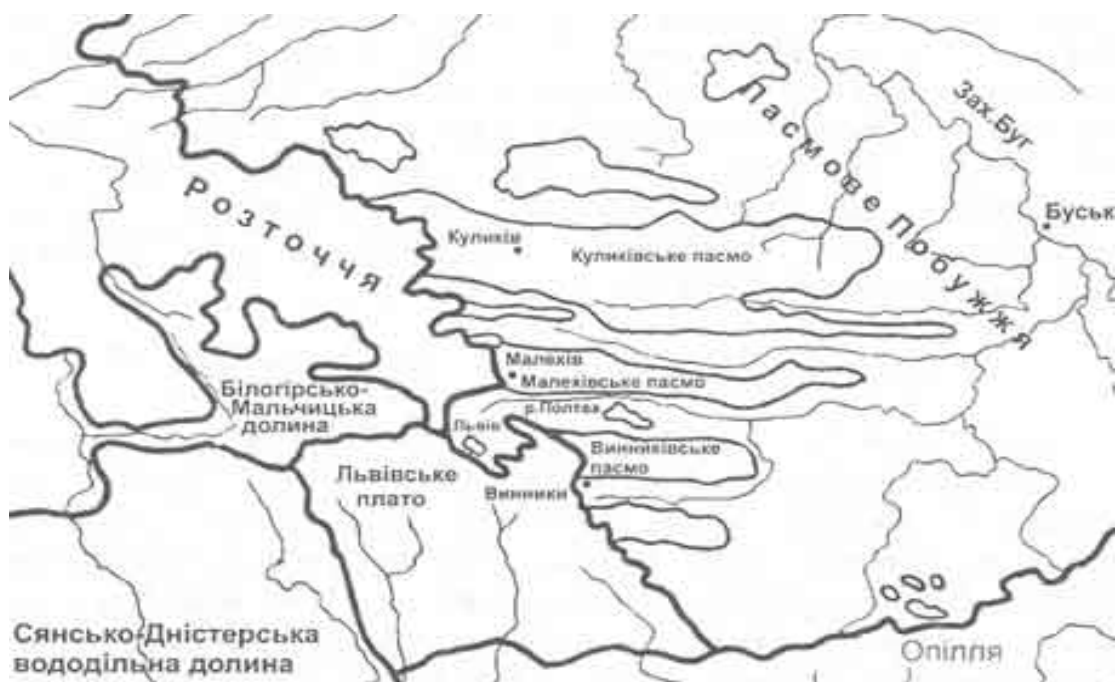 Пасмове Побужжя
Зах.Буг
Розточчя
Буськ
Куликів
Куликівське пасмо
Малехів
Малехівське пасмо
Білогірсько-
Мальчицька
долина
р.Полтва
Львів
Винниківське
пасмо
Львівське
плато
Винники
Сянсько-Дністерська
вододільна долина
Опілля